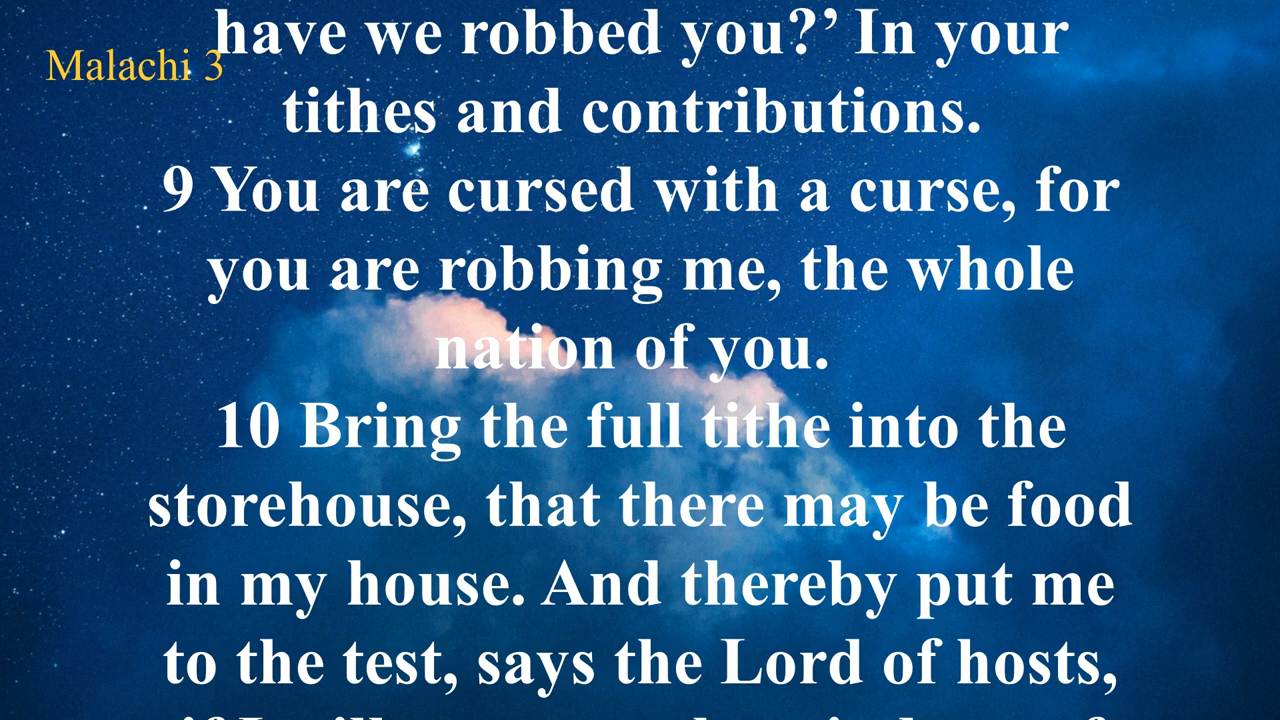 have we robbed you?’ In your
Malachi 3
tithes and contributions.
9 You are cursed with a curse, for
you are robbing me, the whole
nation of you.
10 Bring the full tithe into the
storehouse, that there may be food
in my house. And thereby put me
to the test, says the Lord of hosts,